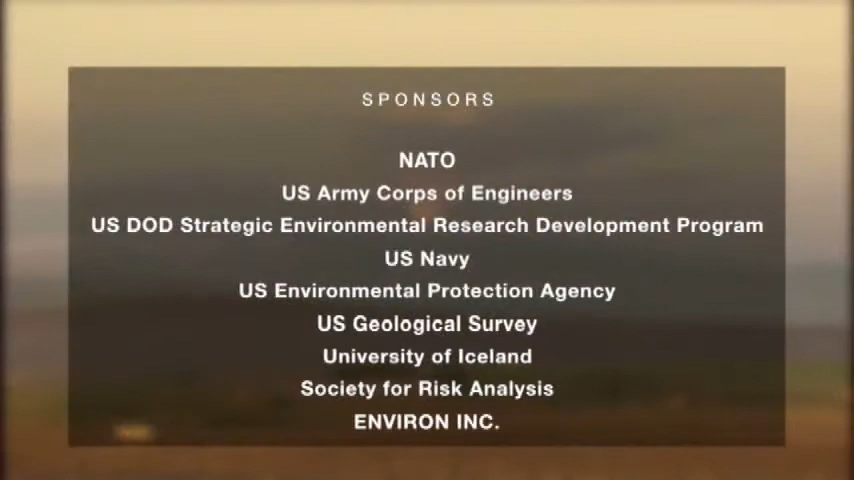 SPONSORS
NATO
US Army Corps of Engineers
US DOD Strategic Environmental Research Development Program
US Navy
US Environmental Protection Agency
US Geological Survey
University of Iceland
Society for Risk Analysis
ENVIRON INC.